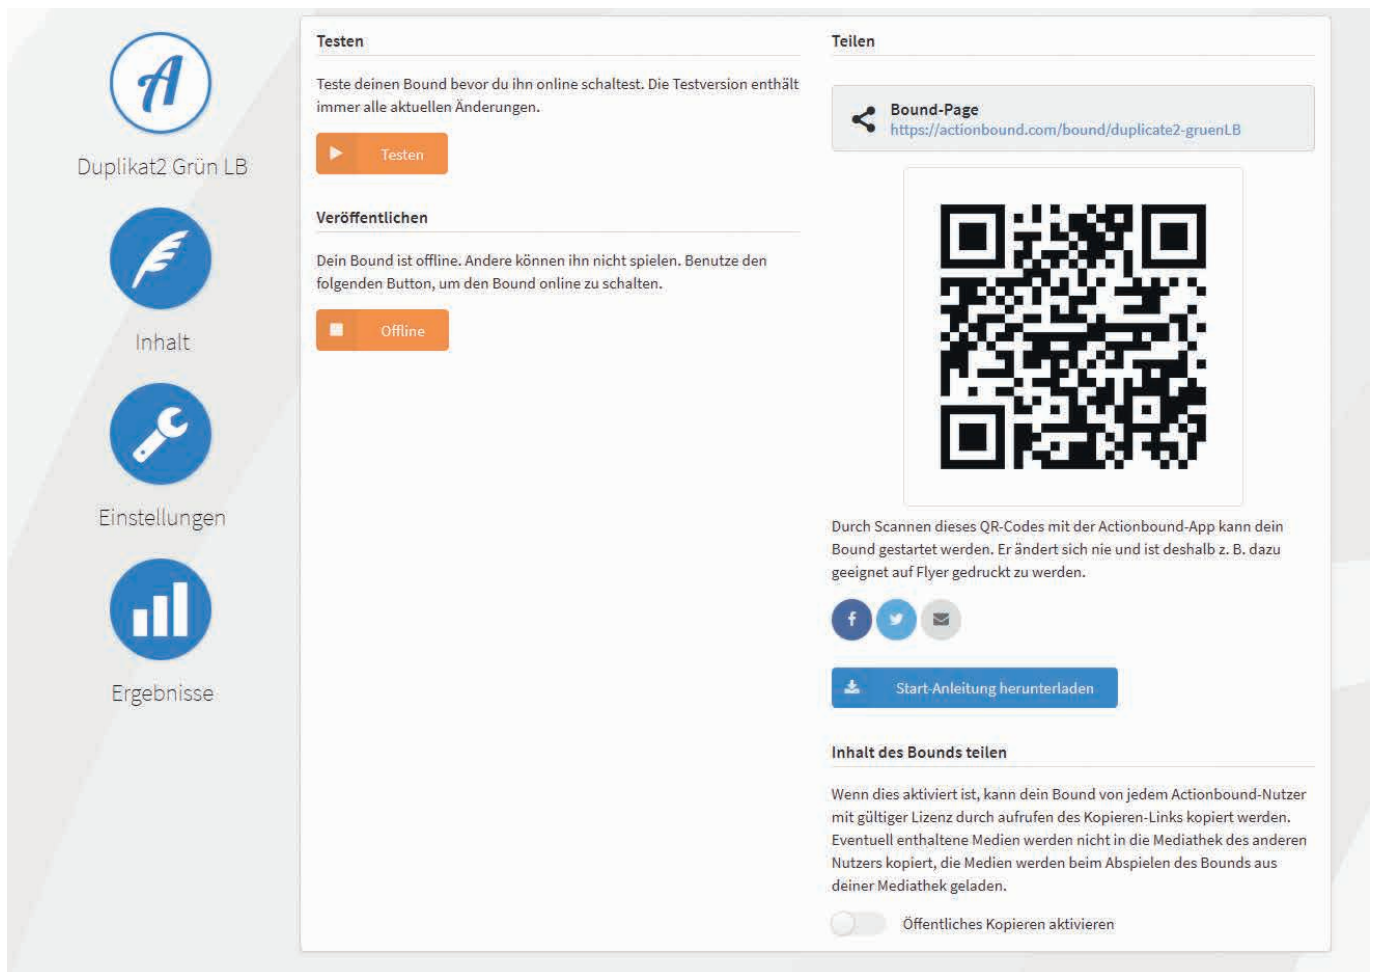 Duplikat2 Grün LB
Inhalt
Einstellungen
Ergebnisse
Testen
Teste deinen Bound bevor du ihn online schaltest. Die Testversion enthält
immer alle aktuellen Änderungen.
Testen
Veröffentlichen
Dein Bound ist offline. Andere können ihn nicht spielen. Benutze den
folgenden Button, um den Bound online zu schalten.
Offline
Teilen
Bound-Page
https://actionbound.com/bound/duplicate2-gruenLB
Durch Scannen dieses QR-Codes mit der Actionbound-App kann dein
Bound gestartet werden. Er ändert sich nie und ist deshalb z. B. dazu
geeignet auf Flyer gedruckt zu werden.
Start-Anleitung herunterladen
Inhalt des Bounds teilen
Wenn dies aktiviert ist, kann dein Bound von jedem Actionbound-Nutzer
mit gültiger Lizenz durch aufrufen des Kopieren-Links kopiert werden.
Eventuell enthaltene Medien werden nicht in die Mediathek des anderen
Nutzers kopiert, die Medien werden beim Abspielen des Bounds aus
deiner Mediathek geladen.
Öffentliches Kopieren aktivieren